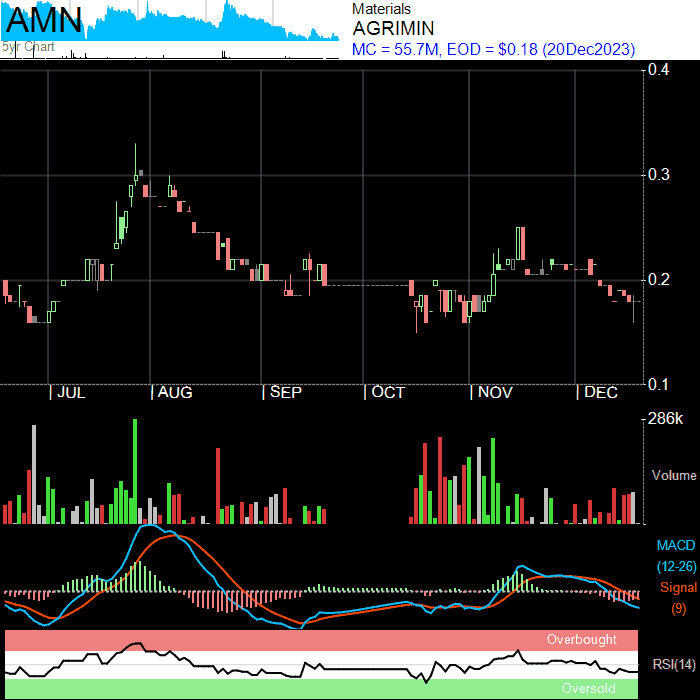 AMN
5yr Chart
Materials
AGRIMIN
MC = 55.7M, EOD = $0.18 (20Dec2023)
0.4
0.3
0.2
0.1
| JUL | AUG | SEP | OCT | NOV | DEC
286k
Volume
MACD
(12-26)
Signal
(9)
Overbought
RSI(14)
Oversold